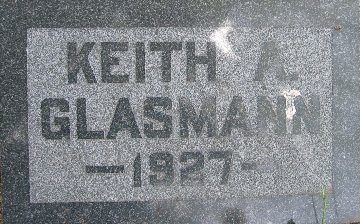 KEITH A.
GLASMANN
-1927-